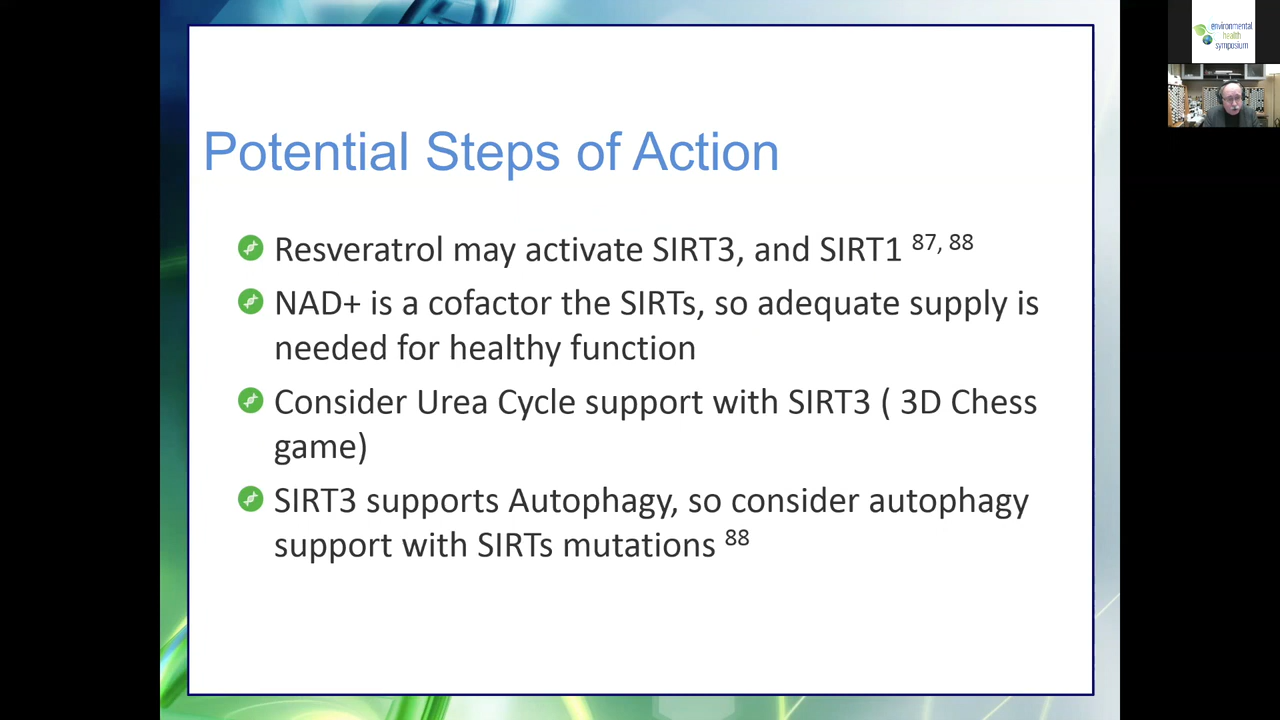 environmental
health
symposium
Potential Steps of Action
Resveratrol may activate SIRT3, and SIRT1 87, 88
NAD+ is a cofactor the SIRTs, so adequate supply is
needed for healthy function
Consider Urea Cycle support with SIRT3 ( 3D Chess
game)
SIRT3 supports Autophagy, so consider autophagy
support with SIRTs mutations 88